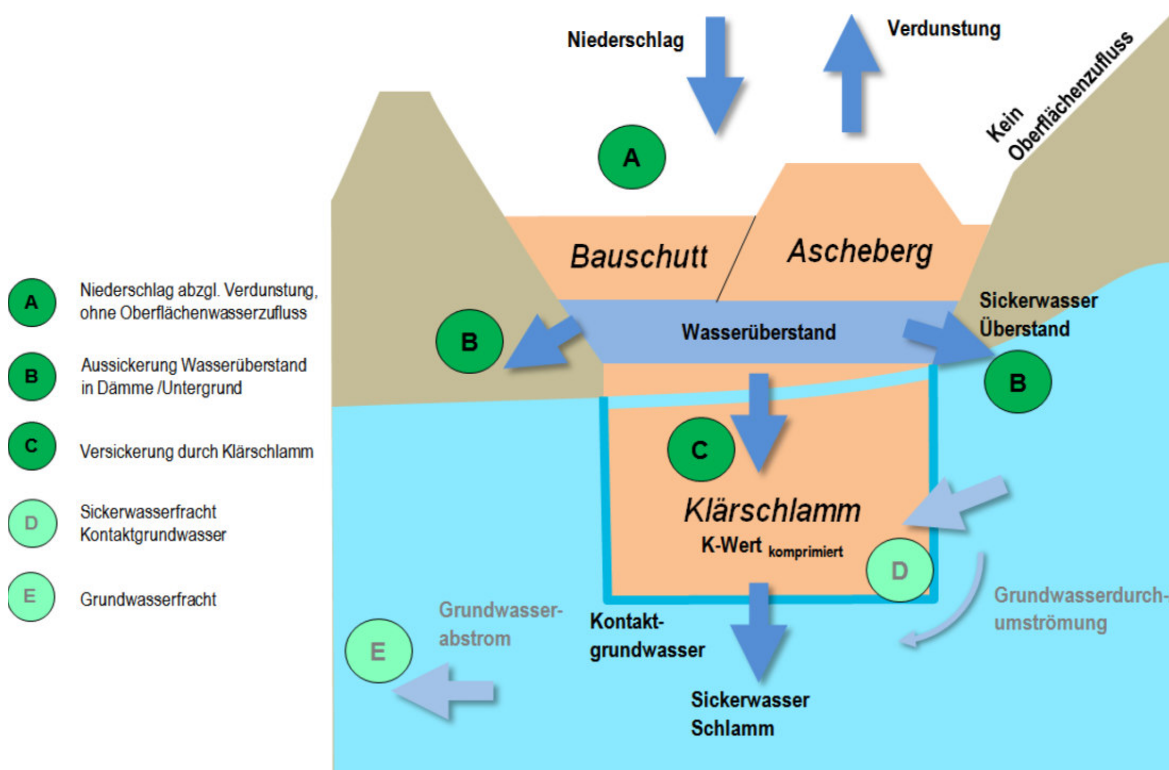 Niederschlag
Verdunstung
Kein
Oberflächenzufluss
A
Bauschutt
Ascheberg
A
Niederschlag abzgl. Verdunstung,
ohne Oberflächenwasserzufluss
Wasserüberstand
Sickerwasser
Überstand
B
B
B
Aussickerung Wasserüberstand
in Dämme /Untergrund
C
Versickerung durch Klärschlamm
C
Klärschlamm
K-Wert komprimiert
D
Sickerwasserfracht
Kontaktgrundwasser
D
E
Grundwasserfracht
Grundwasser-
abstrom
E
Kontakt-
grundwasser
Grundwasserdurch-
umströmung
Sickerwasser
Schlamm